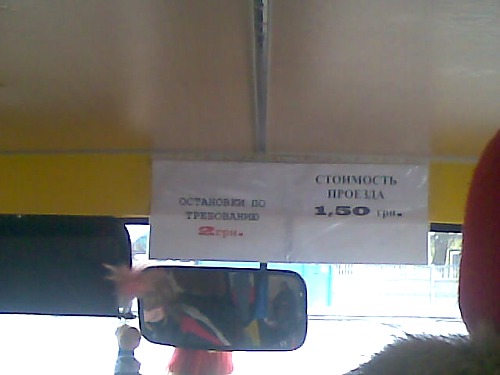 ОСТАНОВКИ ПО
ТРЕБОВАНИЮ
2грн.
СТОИМОСТЬ
ПРОЕЗДА
1,50 грн.